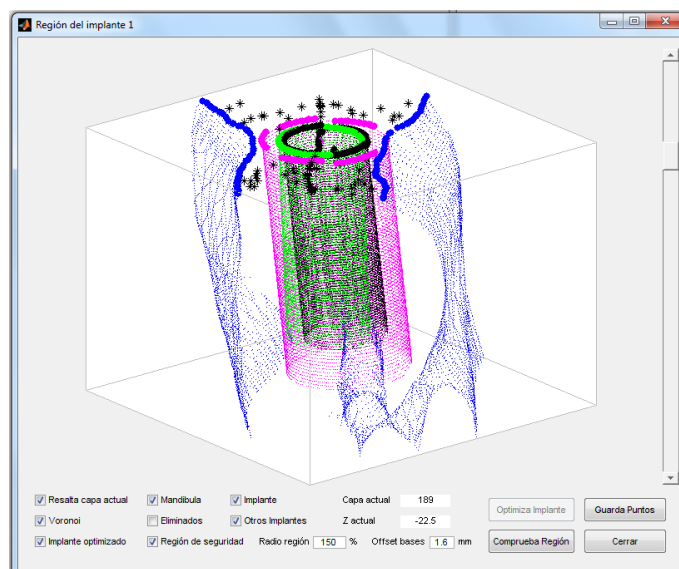 Región del implante 1
Resalta capa actual Mandibula Implante Capa actual 189 Optimiza Implante Guarda Puntos
Voronoi Eliminados Otros Implantes Z actual -22.5
Implante optimizado Región de seguridad Radio región 150 % Offset bases 1.6 mm Comprueba Región Cerrar